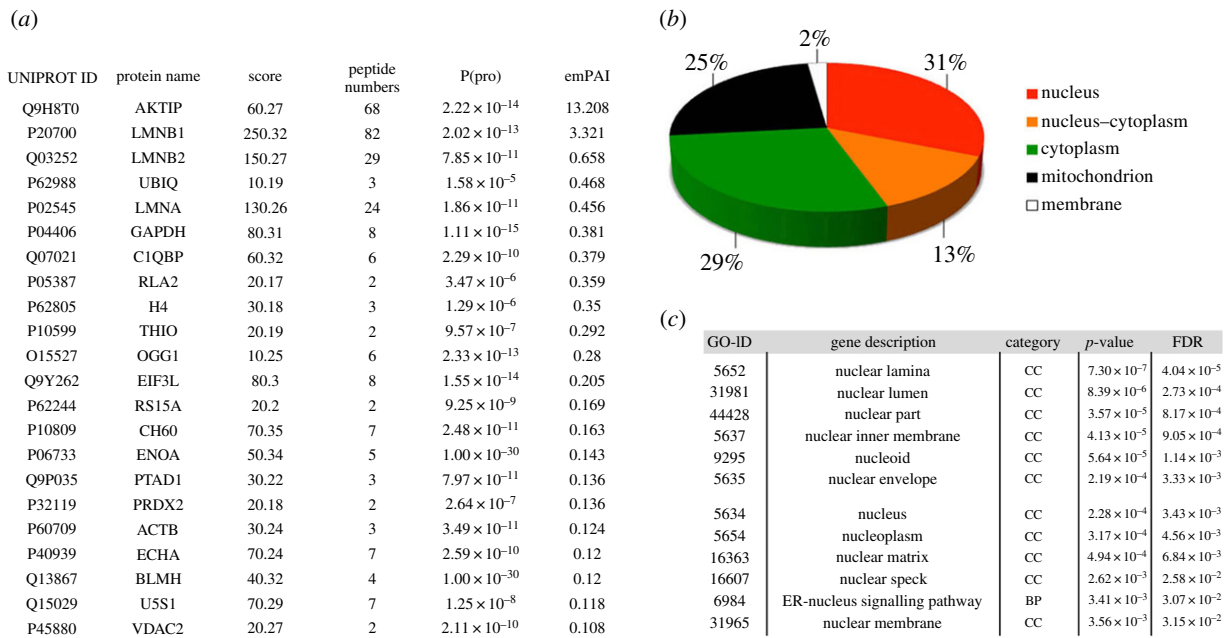 (a)
UNIPROT ID protein name score peptide numbers P(pro) emPAI
Q9H8T0 AKTIP 60.27 68 2.22 × 10⁻¹⁴ 13.208
P20700 LMNB1 250.32 82 2.02 × 10⁻¹³ 3.321
Q03252 LMNB2 150.27 29 7.85 × 10⁻¹¹ 0.658
P62988 UBIQ 10.19 3 1.58 × 10⁻⁵ 0.468
P02545 LMNA 130.26 24 1.86 × 10⁻¹¹ 0.456
P04406 GAPDH 80.31 8 1.11 × 10⁻¹⁵ 0.381
Q07021 C1QBP 60.32 6 2.29 × 10⁻¹⁰ 0.379
P05387 RLA2 20.17 2 3.47 × 10⁻⁶ 0.359
P62805 H4 30.18 3 1.29 × 10⁻⁶ 0.35
P10599 THIO 20.19 2 9.57 × 10⁻⁷ 0.292
O15527 OGG1 10.25 6 2.33 × 10⁻¹³ 0.28
Q9Y262 EIF3L 80.3 8 1.55 × 10⁻¹⁴ 0.205
P62244 RS15A 20.2 2 9.25 × 10⁻⁹ 0.169
P10809 CH60 70.35 7 2.48 × 10⁻¹¹ 0.163
P06733 ENOA 50.34 5 1.00 × 10⁻³⁰ 0.143
Q9P035 PTAD1 30.22 3 7.97 × 10⁻¹¹ 0.136
P32119 PRDX2 20.18 2 2.64 × 10⁻⁷ 0.136
P60709 ACTB 30.24 3 3.49 × 10⁻¹¹ 0.124
P40939 ECHA 70.24 7 2.59 × 10⁻¹⁰ 0.12
Q13867 BLMH 40.32 4 1.00 × 10⁻³⁰ 0.12
Q15029 U5S1 70.29 7 1.25 × 10⁻⁸ 0.118
P45880 VDAC2 20.27 2 2.11 × 10⁻¹⁰ 0.108
(b)
2%
25%
31%
29%
13%
nucleus
nucleus–cytoplasm
cytoplasm
mitochondrion
membrane
(c)
GO-ID gene description category p-value FDR
5652 nuclear lamina CC 7.30 × 10⁻⁷ 4.04 × 10⁻⁵
31981 nuclear lumen CC 8.39 × 10⁻⁶ 2.73 × 10⁻⁴
44428 nuclear part CC 3.57 × 10⁻⁵ 8.17 × 10⁻⁴
5637 nuclear inner membrane CC 4.13 × 10⁻⁵ 9.05 × 10⁻⁴
9295 nucleoid CC 5.64 × 10⁻⁵ 1.14 × 10⁻³
5635 nuclear envelope CC 2.19 × 10⁻⁴ 3.33 × 10⁻³
5634 nucleus CC 2.28 × 10⁻⁴ 3.43 × 10⁻³
5654 nucleoplasm CC 3.17 × 10⁻⁴ 4.56 × 10⁻³
16363 nuclear matrix CC 4.94 × 10⁻⁴ 6.84 × 10⁻³
16607 nuclear speck CC 2.62 × 10⁻³ 2.58 × 10⁻²
6984 ER-nucleus signalling pathway BP 3.41 × 10⁻³ 3.07 × 10⁻²
31965 nuclear membrane CC 3.56 × 10⁻³ 3.15 × 10⁻²